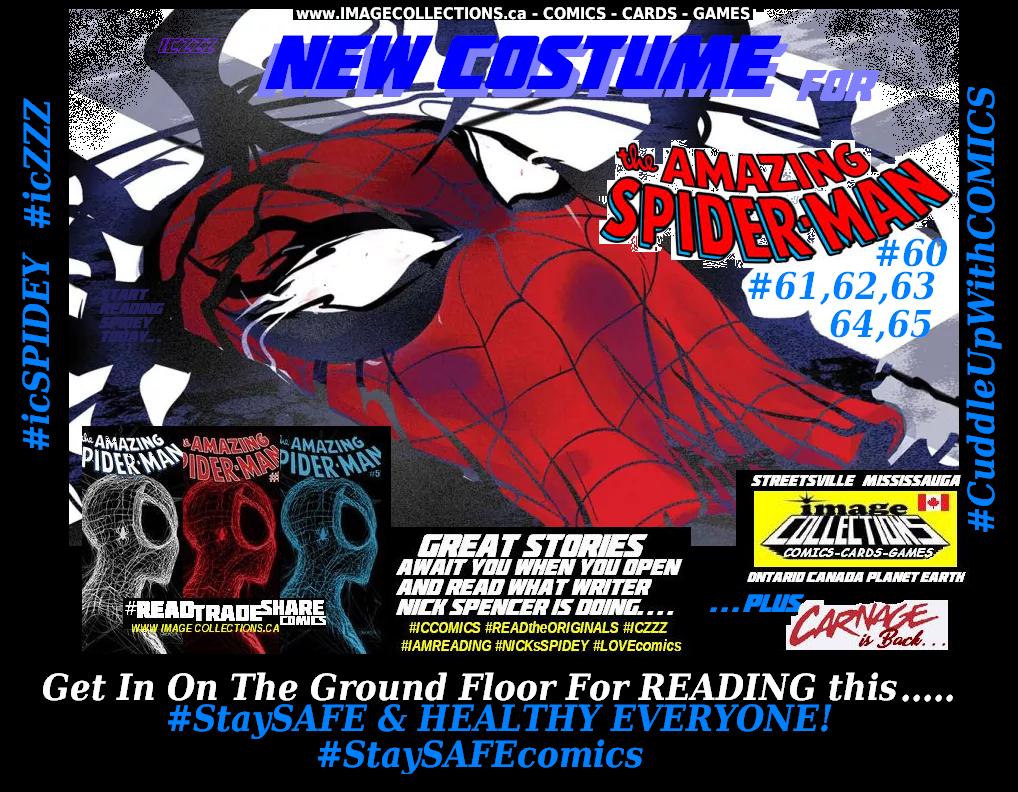 www.IMAGECOLLECTIONS.ca - COMICS - CARDS - GAMES
ICZZZ
NEW COSTUME FOR
the AMAZING
SPIDER-MAN
#60
#61,62,63
64,65
#icSPIDEY #icZZZ
#CuddleUpWithCOMICS
START
READING
SPIDEY
TODAY...
the AMAZING
SPIDER-MAN
AMAZING
SPIDER-MAN
the AMAZING
SPIDER-MAN
#READTRADESHARE
COMICS
WWW.IMAGE COLLECTIONS.CA
GREAT STORIES
AWAIT YOU WHEN YOU OPEN
AND READ WHAT WRITER
NICK SPENCER IS DOING....
#ICCOMICS #READtheORIGINALS #ICZZZ
#IAMREADING #NICKsSPIDEY #LOVEcomics
STREETSVILLE MISSISSAUGA
image
COLLECTIONS
COMICS-CARDS-GAMES
ONTARIO CANADA PLANET EARTH
...PLUS
CARNAGE
is Back...
Get In On The Ground Floor For READING this.....
#StaySAFE & HEALTHY EVERYONE!
#StaySAFEcomics